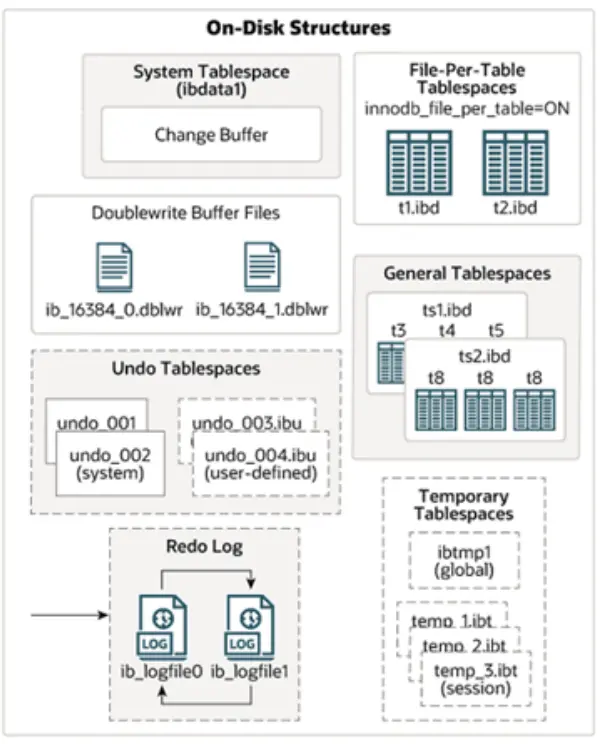 On-Disk Structures
System Tablespace
(ibdata1)
Change Buffer
File-Per-Table
Tablespaces
innodb_file_per_table=ON
t1.ibd t2.ibd
Doublewrite Buffer Files
ib_16384_0.dblwr ib_16384_1.dblwr
General Tablespaces
ts1.ibd
t3 t4 t5
ts2.ibd
t8 t8 t8
Undo Tablespaces
undo_001
undo_002
(system)
undo_003.ibu
undo_004.ibu
(user-defined)
Temporary
Tablespaces
ibtmp1
(global)
temp_1.ibt
temp_2.ibt
temp_3.ibt
(session)
Redo Log
LOG LOG
ib_logfile0 ib_logfile1